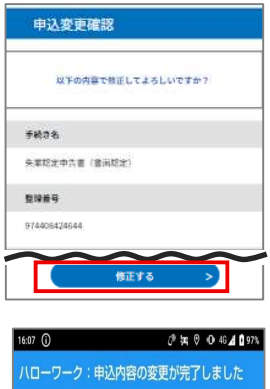 申込変更確認
以下の内容で修正してよろしいですか？
手続き名
失業認定申告書（書面認定）
整理番号
974406424644
修正する >
16:07 4G 97%
ハローワーク：申込内容の変更が完了しました